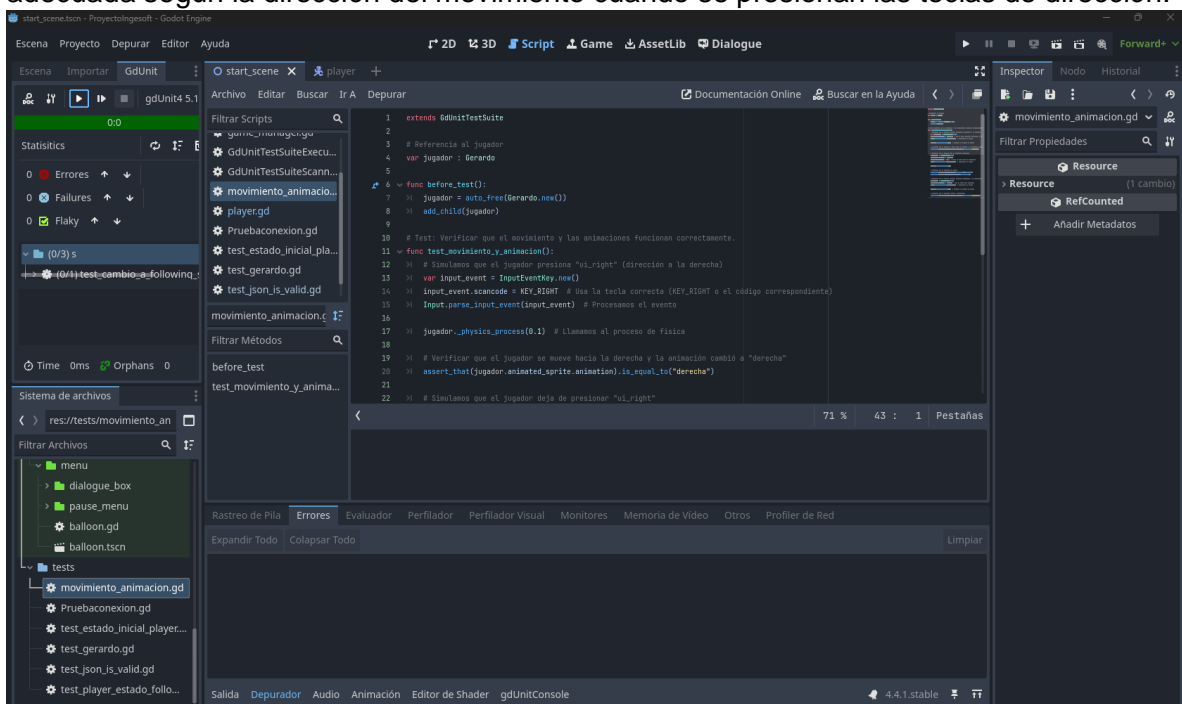 adecuada según la dirección del movimiento cuando se presionan las teclas de dirección.
start_scene.tscn - ProyectoIngesoft - Godot Engine
Escena Proyecto Depurar Editor Ayuda
2D 3D Script Game AssetLib Dialogue
Forward+
Escena Importar GdUnit
start_scene player
Inspector Nodo Historial
gdUnit4 5.1
Archivo Editar Buscar Ir A Depurar
Documentación Online Buscar en la Ayuda
0:0
Statisitics
0 Errores
0 Failures
0 Flaky
(0/3) s
(0/1) test_cambio_a_following_
Time 0ms Orphans 0
Filtrar Scripts
game_manager.gd
GdUnitTestSuiteExecu...
GdUnitTestSuiteScann...
movimiento_animacio...
player.gd
Pruebaconexion.gd
test_estado_inicial_pla...
test_gerardo.gd
test_json_is_valid.gd
movimiento_animacion.g
Filtrar Métodos
before_test
test_movimiento_y_anima...
1 extends GdUnitTestSuite
2
3 # Referencia al jugador
4 var jugador : Gerardo
5
6 func before_test():
7 jugador = auto_free(Gerardo.new())
8 add_child(jugador)
9
10 # Test: Verificar que el movimiento y las animaciones funcionan correctamente.
11 func test_movimiento_y_animacion():
12 # Simulamos que el jugador presiona "ui_right" (dirección a la derecha)
13 var input_event = InputEventKey.new()
14 input_event.scancode = KEY_RIGHT # Usa la tecla correcta (KEY_RIGHT o el código correspondiente)
15 Input.parse_input_event(input_event) # Procesamos el evento
16
17 jugador._physics_process(0.1) # Llamamos al proceso de física
18
19 # Verificar que el jugador se mueve hacia la derecha y la animación cambió a "derecha"
20 assert_that(jugador.animated_sprite.animation).is_equal_to("derecha")
21
22 # Simulamos que el jugador deja de presionar "ui_right"
71 % 43 : 1 Pestañas
movimiento_animacion.gd
Filtrar Propiedades
Resource
Resource (1 cambio)
RefCounted
Añadir Metadatos
Sistema de archivos
res://tests/movimiento_an
Filtrar Archivos
menu
dialogue_box
pause_menu
balloon.gd
balloon.tscn
tests
movimiento_animacion.gd
Pruebaconexion.gd
test_estado_inicial_player....
test_gerardo.gd
test_json_is_valid.gd
test_player_estado_follo...
Rastreo de Pila Errores Evaluador Perfilador Perfilador Visual Monitores Memoria de Vídeo Otros Profiler de Red
Expandir Todo Colapsar Todo Limpiar
Salida Depurador Audio Animación Editor de Shader gdUnitConsole 4.4.1.stable